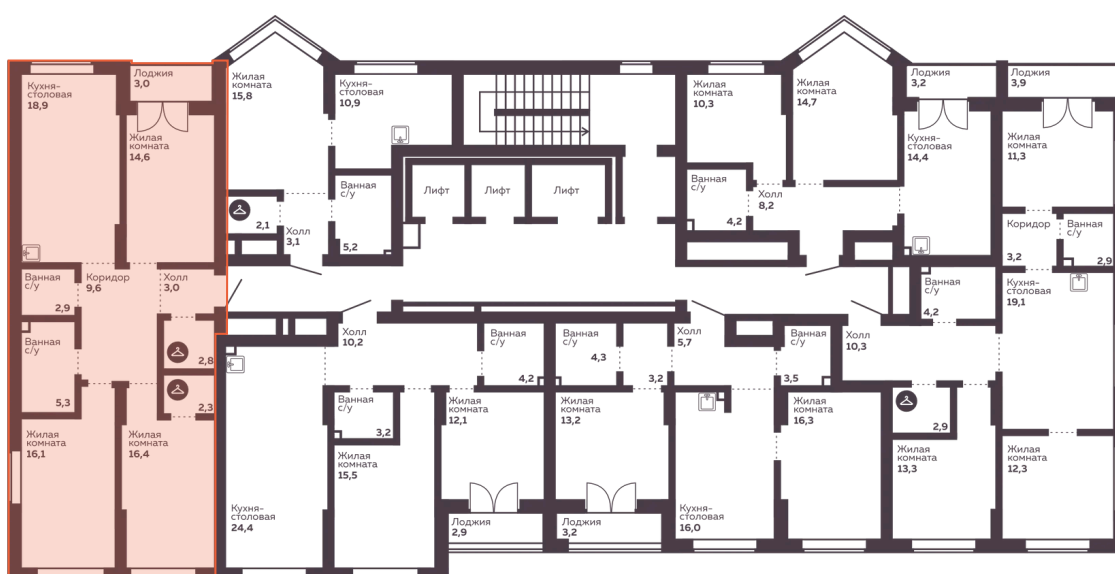 Кухня-
столовая
18,9
Лоджия
3,0
Жилая
комната
14,6
Жилая
комната
15,8
Кухня-
столовая
10,9
Жилая
комната
10,3
Жилая
комната
14,7
Лоджия
3,2
Лоджия
3,9
Кухня-
столовая
14,4
Жилая
комната
11,3
2,1
Холл
3,1
Ванная
с/у
5,2
Лифт
Лифт
Лифт
Ванная
с/у
4,2
Холл
8,2
Коридор
3,2
Ванная
с/у
2,9
Ванная
с/у
2,9
Коридор
9,6
Холл
3,0
Ванная
с/у
5,3
2,8
2,3
Жилая
комната
16,1
Жилая
комната
16,4
Холл
10,2
Ванная
с/у
4,2
Ванная
с/у
4,3
Холл
5,7
3,2
Ванная
с/у
3,5
Холл
10,3
Ванная
с/у
4,2
Кухня-
столовая
19,1
Ванная
с/у
3,2
Жилая
комната
12,1
Жилая
комната
13,2
Жилая
комната
16,3
2,9
Жилая
комната
15,5
Жилая
комната
13,3
Жилая
комната
12,3
Кухня-
столовая
24,4
Лоджия
2,9
Лоджия
3,2
Кухня-
столовая
16,0